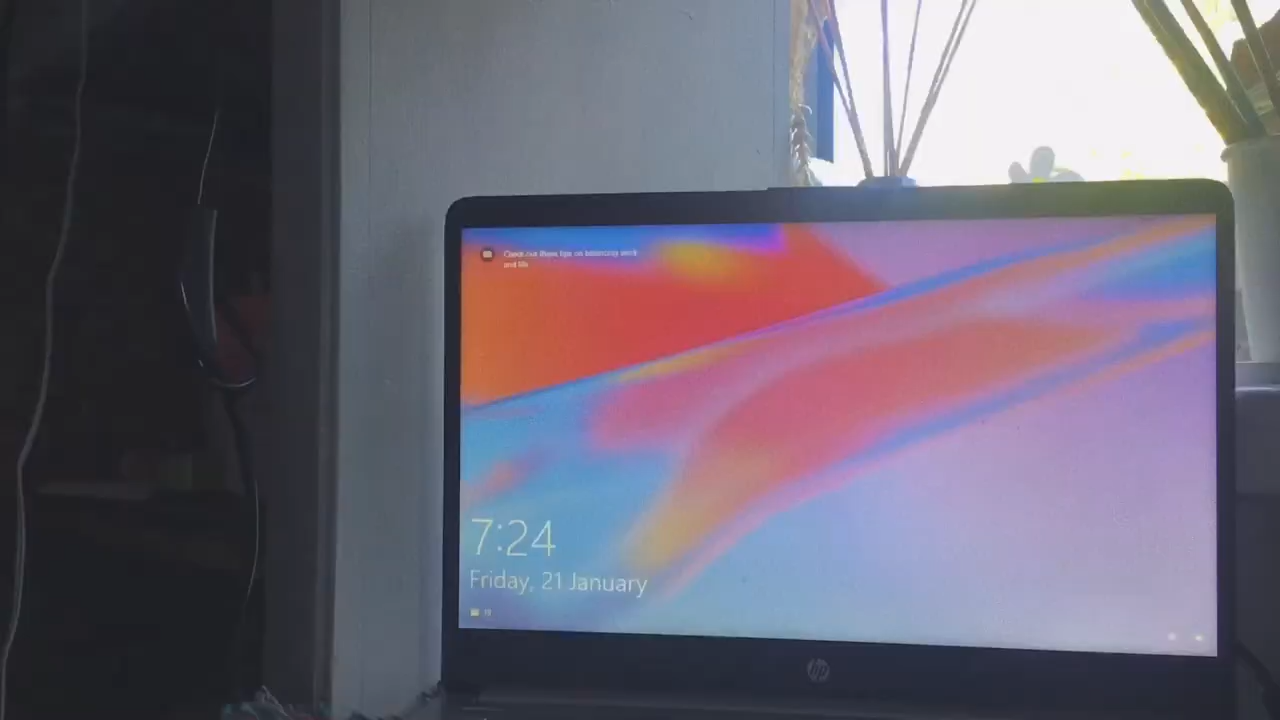 Check out these tips on balancing work
and life
7:24
Friday, 21 January
hp